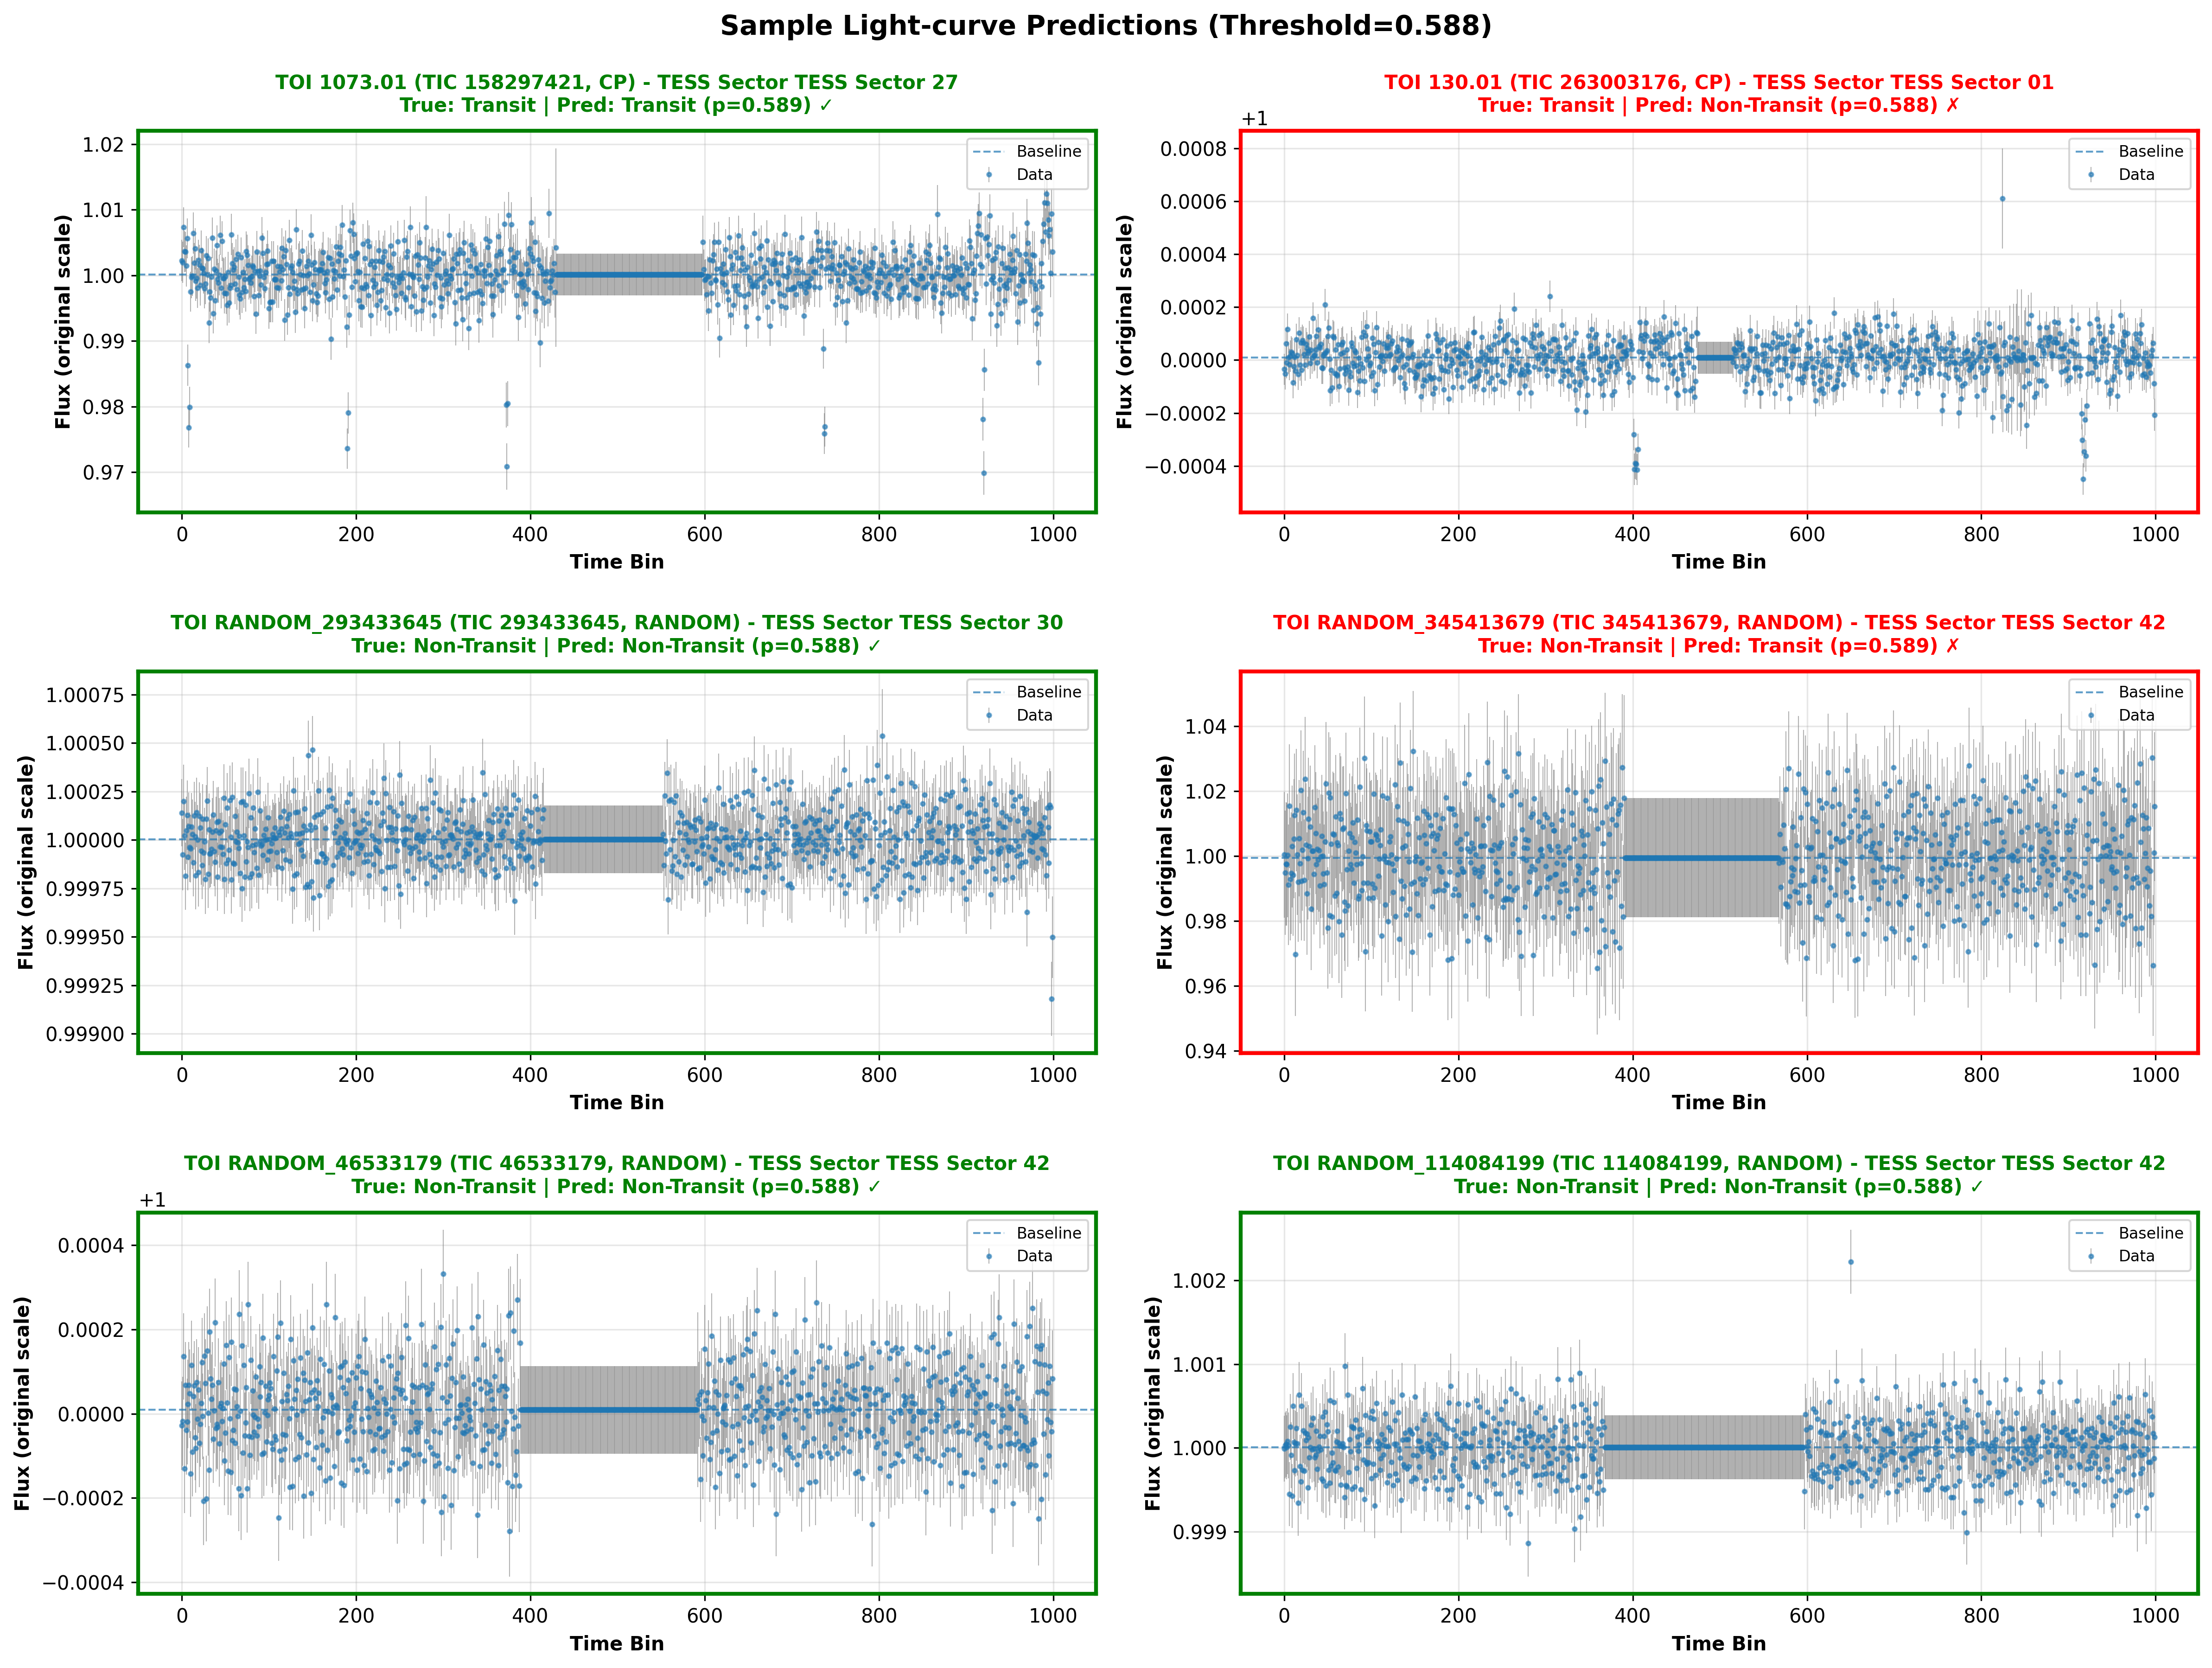 Sample Light-curve Predictions (Threshold=0.588)
TOI 1073.01 (TIC 158297421, CP) - TESS Sector TESS Sector 27
True: Transit | Pred: Transit (p=0.589) ✓
Flux (original scale)
1.02
1.01
1.00
0.99
0.98
0.97
Baseline
Data
0 200 400 600 800 1000
Time Bin
TOI 130.01 (TIC 263003176, CP) - TESS Sector TESS Sector 01
True: Transit | Pred: Non-Transit (p=0.588) ✗
+1
Flux (original scale)
0.0008
0.0006
0.0004
0.0002
0.0000
−0.0002
−0.0004
Baseline
Data
0 200 400 600 800 1000
Time Bin
TOI RANDOM_293433645 (TIC 293433645, RANDOM) - TESS Sector TESS Sector 30
True: Non-Transit | Pred: Non-Transit (p=0.588) ✓
Flux (original scale)
1.00075
1.00050
1.00025
1.00000
0.99975
0.99950
0.99925
0.99900
Baseline
Data
0 200 400 600 800 1000
Time Bin
TOI RANDOM_345413679 (TIC 345413679, RANDOM) - TESS Sector TESS Sector 42
True: Non-Transit | Pred: Transit (p=0.589) ✗
Flux (original scale)
1.04
1.02
1.00
0.98
0.96
0.94
Baseline
Data
0 200 400 600 800 1000
Time Bin
TOI RANDOM_46533179 (TIC 46533179, RANDOM) - TESS Sector TESS Sector 42
True: Non-Transit | Pred: Non-Transit (p=0.588) ✓
+1
Flux (original scale)
0.0004
0.0002
0.0000
−0.0002
−0.0004
Baseline
Data
0 200 400 600 800 1000
Time Bin
TOI RANDOM_114084199 (TIC 114084199, RANDOM) - TESS Sector TESS Sector 42
True: Non-Transit | Pred: Non-Transit (p=0.588) ✓
Flux (original scale)
1.002
1.001
1.000
0.999
Baseline
Data
0 200 400 600 800 1000
Time Bin